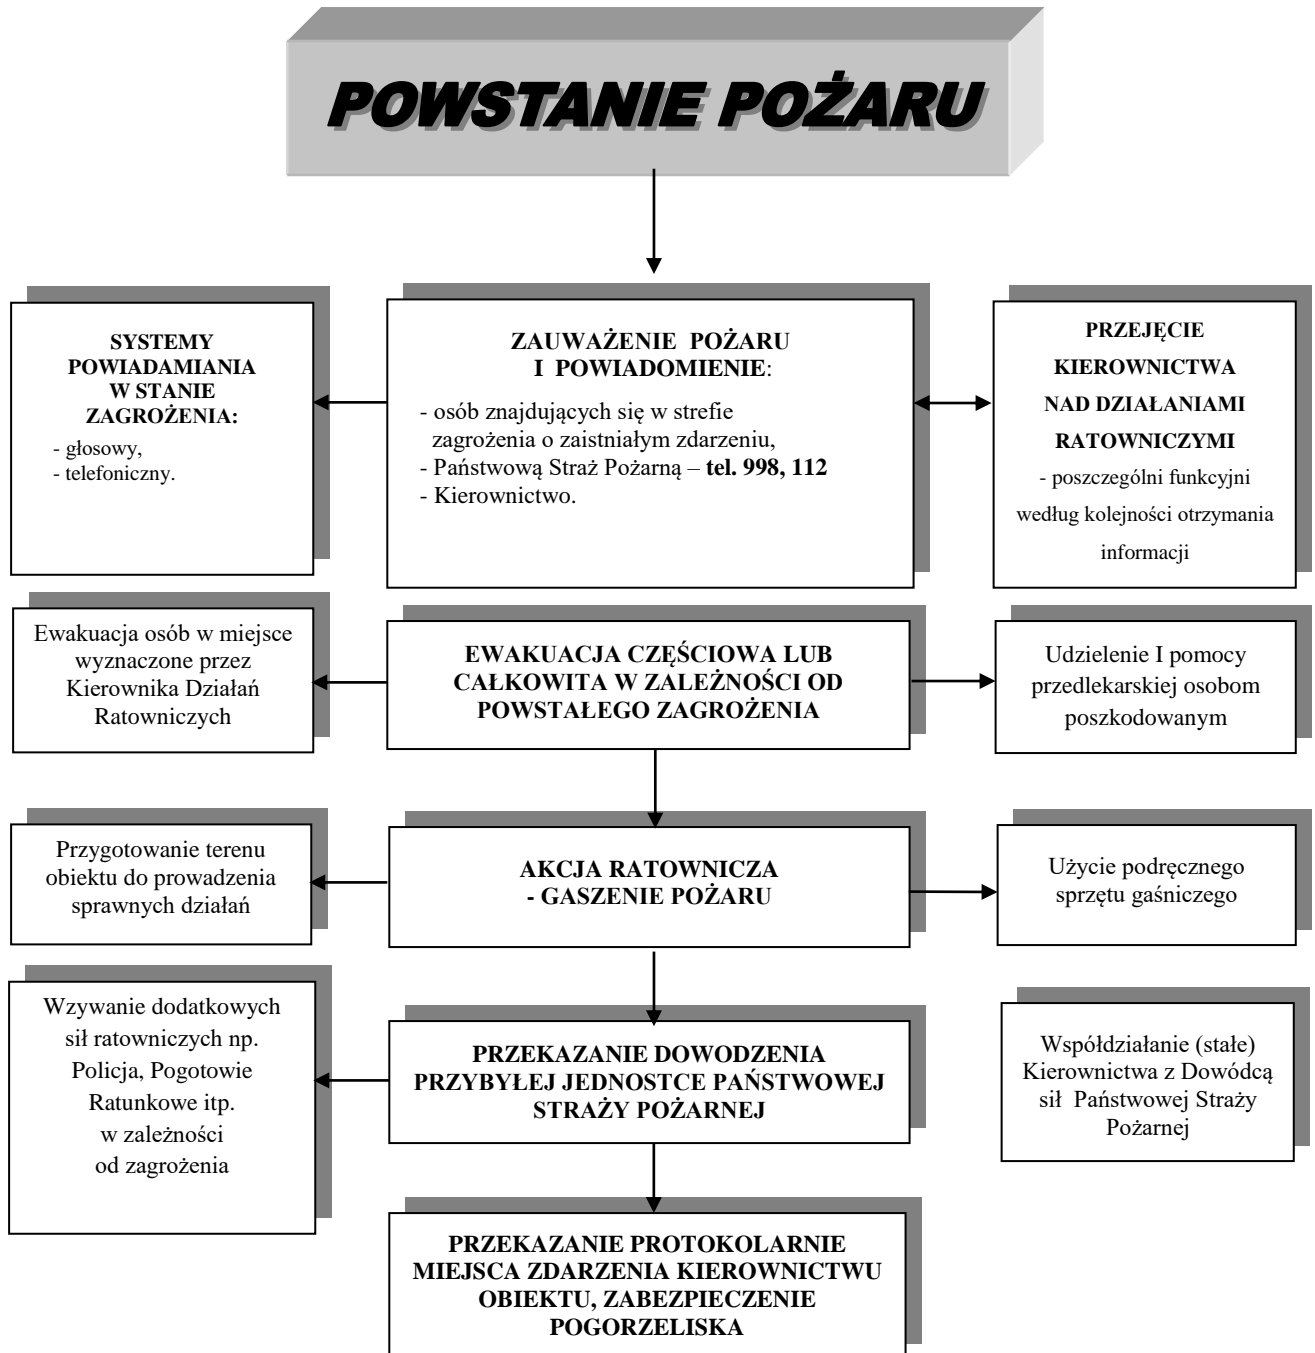 POWSTANIE POŻARU
SYSTEMY
POWIADAMIANIA
W STANIE
ZAGROŻENIA:
- głosowy,
- telefoniczny.
ZAUWAŻENIE POŻARU
I POWIADOMIENIE:
- osób znajdujących się w strefie
zagrożenia o zaistniałym zdarzeniu,
- Państwową Straż Pożarną – tel. 998, 112
- Kierownictwo.
PRZEJĘCIE
KIEROWNICTWA
NAD DZIAŁANIAMI
RATOWNICZYMI
- poszczególni funkcyjni
według kolejności otrzymania
informacji
Ewakuacja osób w miejsce
wyznaczone przez
Kierownika Działań
Ratowniczych
EWAKUACJA CZĘŚCIOWA LUB
CAŁKOWITA W ZALEŻNOŚCI OD
POWSTAŁEGO ZAGROŻENIA
Udzielenie I pomocy
przedlekarskiej osobom
poszkodowanym
Przygotowanie terenu
obiektu do prowadzenia
sprawnych działań
AKCJA RATOWNICZA
- GASZENIE POŻARU
Użycie podręcznego
sprzętu gaśniczego
Wzywanie dodatkowych
sił ratowniczych np.
Policja, Pogotowie
Ratunkowe itp.
w zależności
od zagrożenia
PRZEKAZANIE DOWODZENIA
PRZYBYŁEJ JEDNOSTCE PAŃSTWOWEJ
STRAŻY POŻARNEJ
Współdziałanie (stałe)
Kierownictwa z Dowódcą
sił Państwowej Straży
Pożarnej
PRZEKAZANIE PROTOKOLARNIE
MIEJSCA ZDARZENIA KIEROWNICTWU
OBIEKTU, ZABEZPIECZENIE
POGORZELISKA